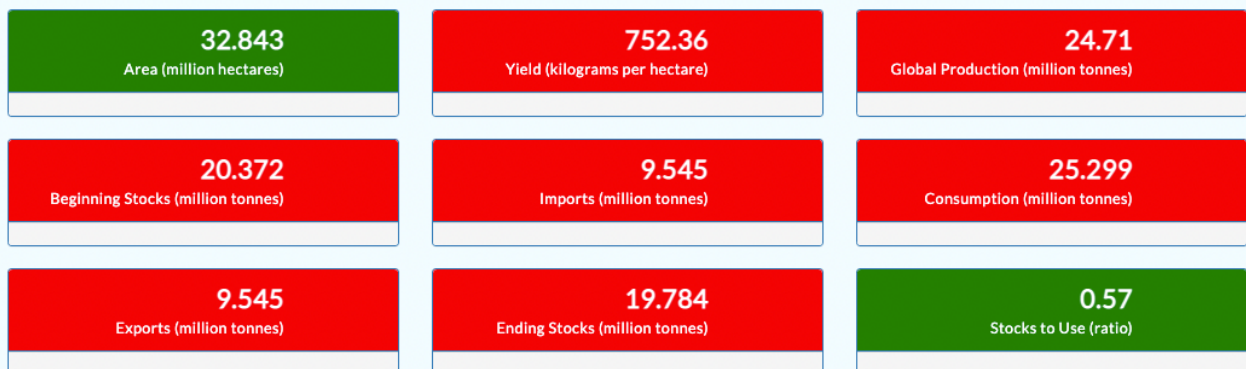 32.843
Area (million hectares)
752.36
Yield (kilograms per hectare)
24.71
Global Production (million tonnes)
20.372
Beginning Stocks (million tonnes)
9.545
Imports (million tonnes)
25.299
Consumption (million tonnes)
9.545
Exports (million tonnes)
19.784
Ending Stocks (million tonnes)
0.57
Stocks to Use (ratio)